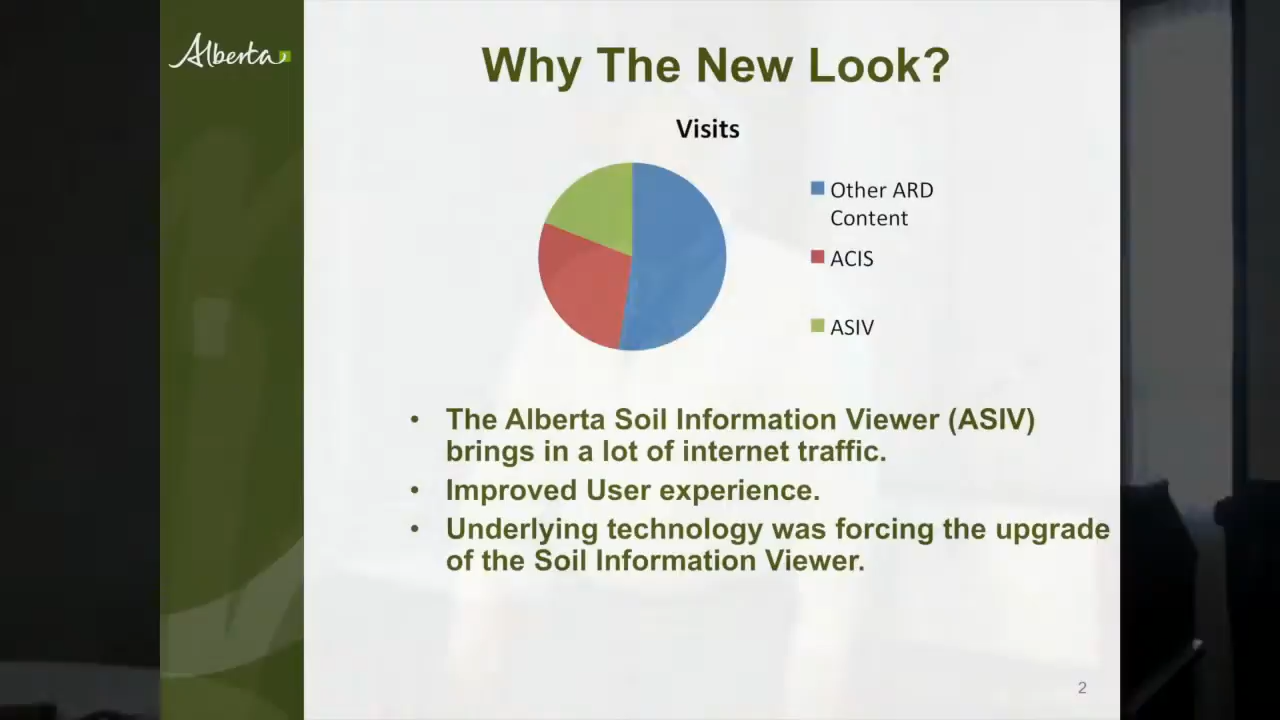 Alberta
Why The New Look?
Visits
Other ARD
Content
ACIS
ASIV
• The Alberta Soil Information Viewer (ASIV)
brings in a lot of internet traffic.
• Improved User experience.
• Underlying technology was forcing the upgrade
of the Soil Information Viewer.
2